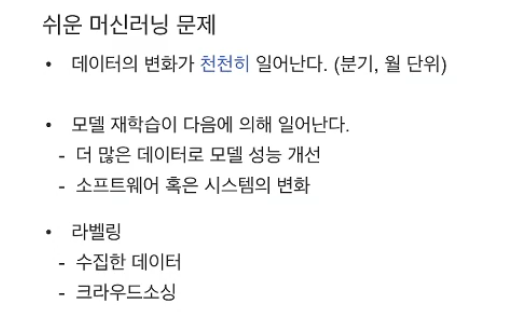 쉬운 머신러닝 문제
• 데이터의 변화가 천천히 일어난다. (분기, 월 단위)
• 모델 재학습이 다음에 의해 일어난다.
- 더 많은 데이터로 모델 성능 개선
- 소프트웨어 혹은 시스템의 변화
• 라벨링
- 수집한 데이터
- 크라우드소싱